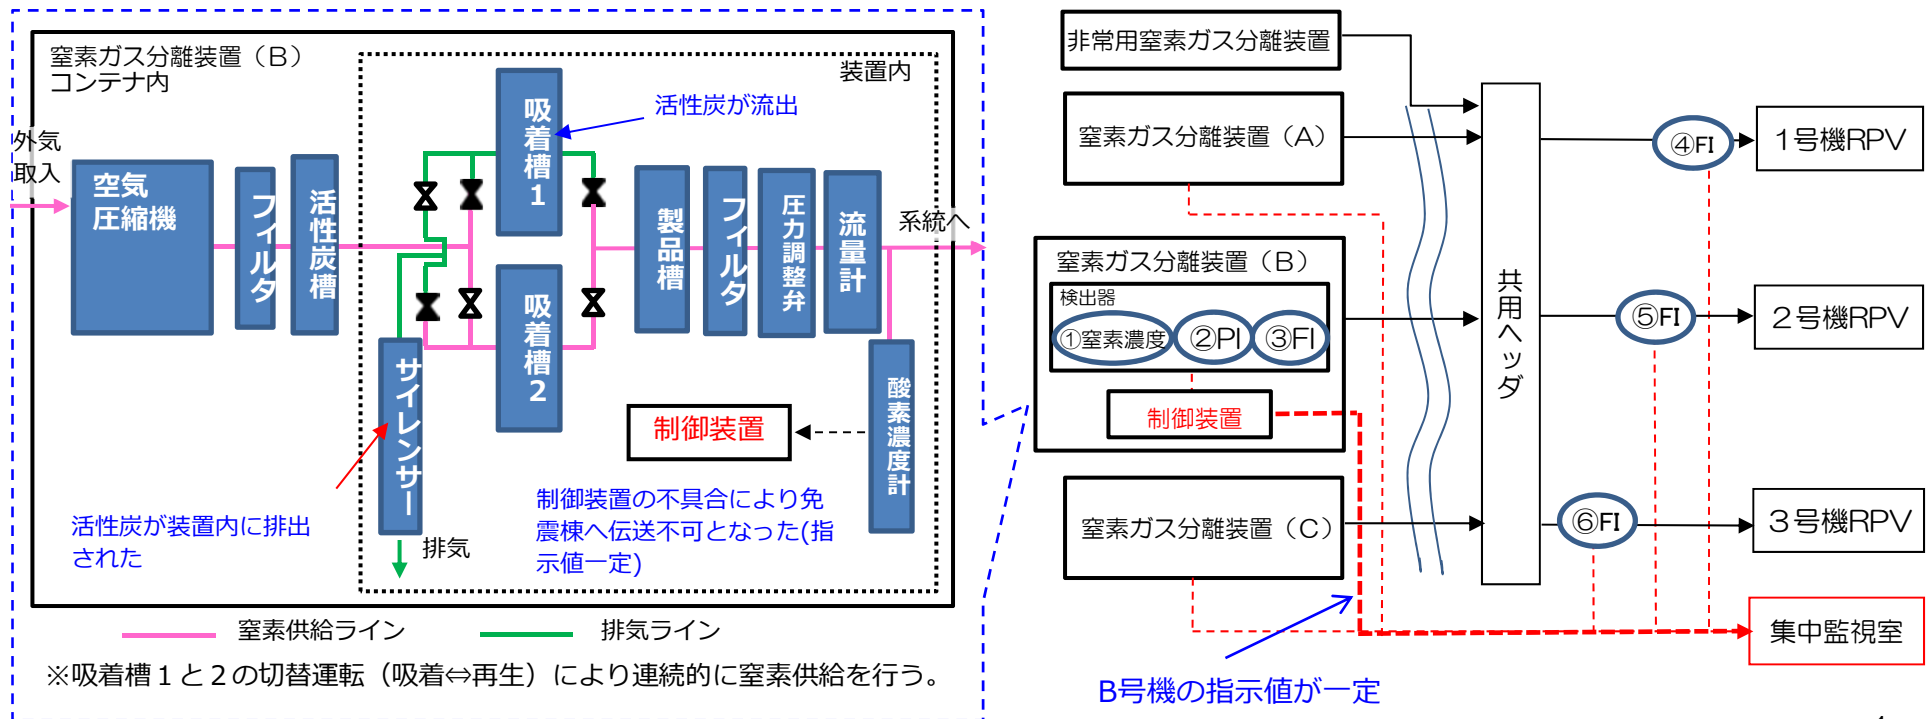 窒素ガス分離装置（B）
コンテナ内
装置内
外気
取入
空気
圧縮機
フィルタ
活性炭槽
吸着槽1
活性炭が流出
吸着槽2
製品槽
フィルタ
圧力調整弁
流量計
系統へ
サイレンサー
酸素濃度計
制御装置
活性炭が装置内に排出
された
排気
制御装置の不具合により免
震棟へ伝送不可となった(指
示値一定)
窒素供給ライン
排気ライン
※吸着槽１と２の切替運転（吸着⇔再生）により連続的に窒素供給を行う。
非常用窒素ガス分離装置
窒素ガス分離装置（A）
窒素ガス分離装置（B）
検出器
①窒素濃度
②PI
③FI
制御装置
窒素ガス分離装置（C）
共用ヘッダ
④FI
１号機RPV
⑤FI
２号機RPV
⑥FI
３号機RPV
集中監視室
B号機の指示値が一定